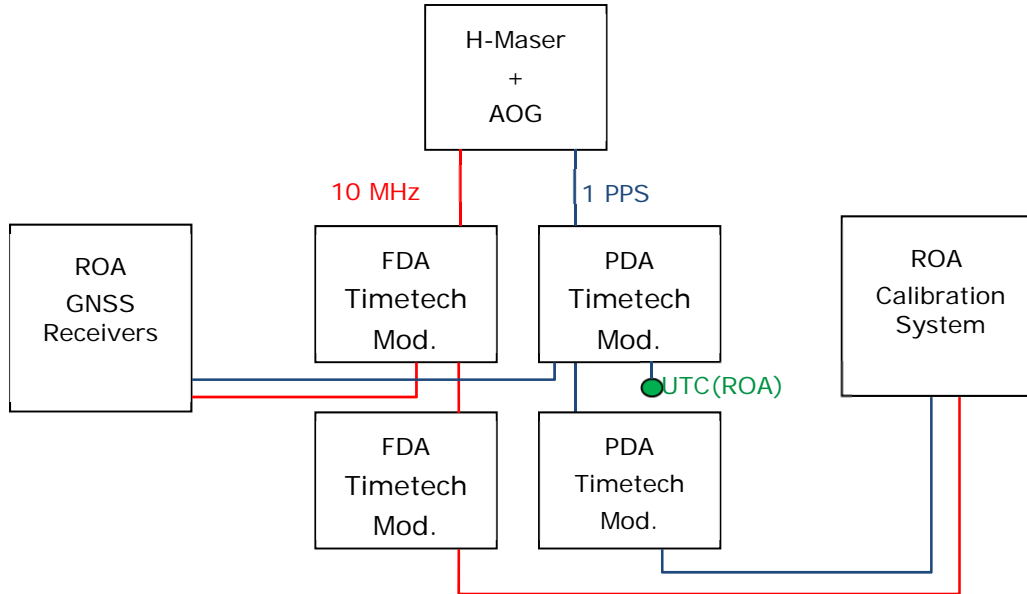 H-Maser
+
AOG
10 MHz
1 PPS
ROA
GNSS
Receivers
FDA
Timetech
Mod.
PDA
Timetech
Mod.
ROA
Calibration
System
UTC(ROA)
FDA
Timetech
Mod.
PDA
Timetech
Mod.